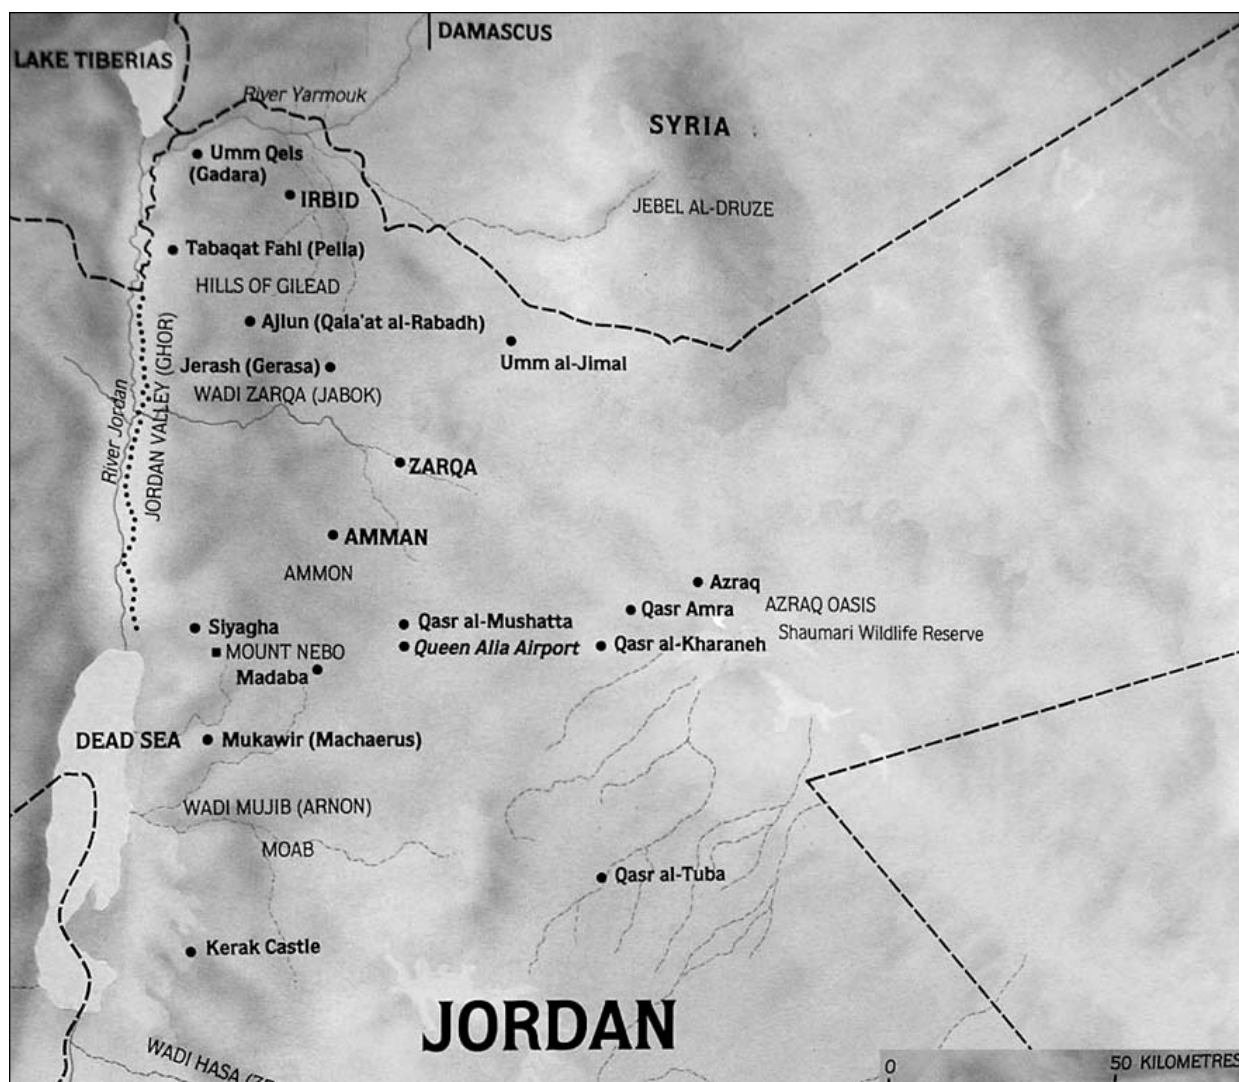 DAMASCUS
LAKE TIBERIAS
River Yarmouk
SYRIA
Umm Qels
(Gadara)
IRBID
JEBEL AL-DRUZE
Tabaqat Fahl (Pella)
HILLS OF GILEAD
Ajlun (Qala'at al-Rabadh)
Umm al-Jimal
Jerash (Gerasa)
WADI ZARQA (JABOK)
River Jordan
JORDAN VALLEY (GHOR)
ZARQA
AMMAN
AMMON
Azraq
Qasr Amra
AZRAQ OASIS
Siyagha
Qasr al-Mushatta
Shaumari Wildlife Reserve
MOUNT NEBO
Queen Alia Airport
Qasr al-Kharaneh
Madaba
DEAD SEA
Mukawir (Machaerus)
WADI MUJIB (ARNON)
MOAB
Qasr al-Tuba
Kerak Castle
JORDAN
WADI HASA
0
50 KILOMETRES